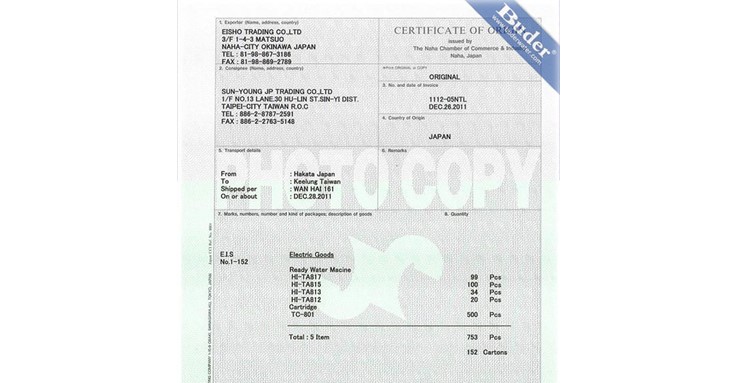 1. Exporter (Name, address, country)
EISHO TRADING CO.,LTD
3/F 1-4-3 MATSUO
NAHA-CITY OKINAWA JAPAN
TEL : 81-98-867-3186
FAX : 81-98-869-2789
CERTIFICATE OF
issued by
The Naha Chamber of Commerce &
Naha, Japan
Buder
www.buderwater.com
2. Consignee (Name, address, country)
SUN-YOUNG JP TRADING CO.,LTD
1/F NO.13 LANE.30 HU-LIN ST.SIN-YI DIST.
TAIPEI-CITY TAIWAN R.O.C
TEL : 886-2-8787-2591
FAX : 886-2-2763-5148
ORIGINAL or COPY
ORIGINAL
3. No. and date of Invoice
1112-05NTL
DEC.26.2011
4. Country of Origin
JAPAN
5. Transport details
From : Hakata Japan
To : Keelung Taiwan
Shipped per : WAN HAI 161
On or about : DEC.28.2011
6. Remarks
PHOTO COPY
7. Marks, numbers, number and kind of packages; description of goods
8. Quantity
E.I.S
No.1-152
Electric Goods
Ready Water Macine
HI-TA817 99 Pcs
HI-TA815 100 Pcs
HI-TA813 34 Pcs
HI-TA812 20 Pcs
Cartridge
TC-801 500 Pcs
Total : 5 Item 753 Pcs
152 Cartons